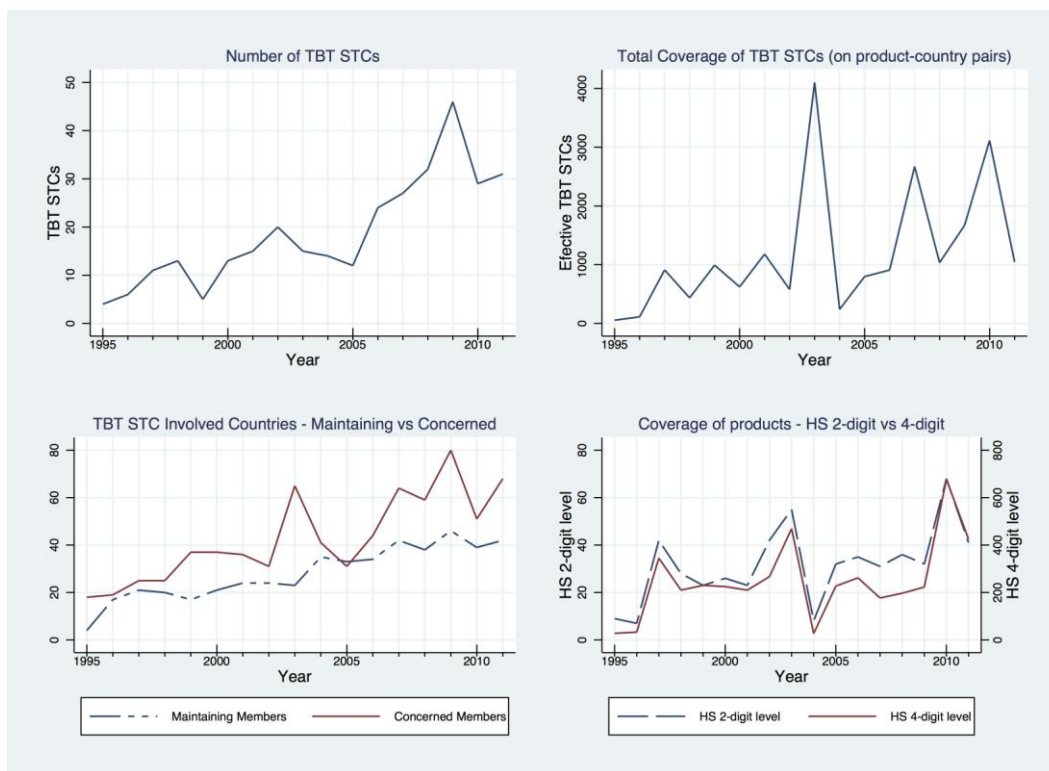 Number of TBT STCs
TBT STCs
50
40
30
20
10
0
1995
2000
2005
2010
Year
Total Coverage of TBT STCs (on product-country pairs)
Efective TBT STCs
4000
3000
2000
1000
0
1995
2000
2005
2010
Year
TBT STC Involved Countries - Maintaining vs Concerned
80
60
40
20
0
1995
2000
2005
2010
Year
Maintaining Members
Concerned Members
Coverage of products - HS 2-digit vs 4-digit
HS 2-digit level
80
60
40
20
0
HS 4-digit level
800
600
400
200
0
1995
2000
2005
2010
Year
HS 2-digit level
HS 4-digit level